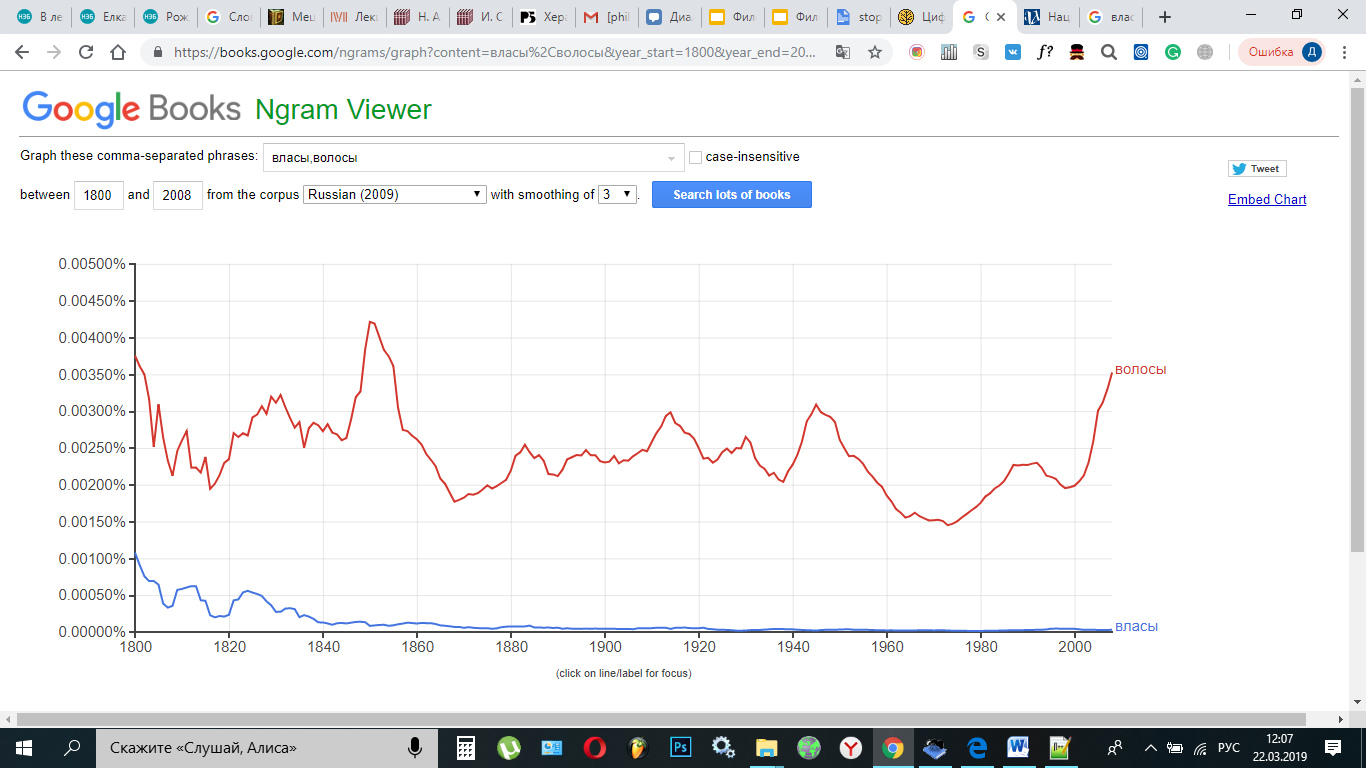 В ле
Елка
Рож
Сло
Мец
Лек
Н. А
И. С
Хер
[phil
Диа
Фил
Фил
stop
Циф
Нац
влас
https://books.google.com/ngrams/graph?content=власы%2Cволосы&year_start=1800&year_end=20...
Ошибка Д
Google Books Ngram Viewer
Graph these comma-separated phrases: власы,волосы case-insensitive
between 1800 and 2008 from the corpus Russian (2009) with smoothing of 3. Search lots of books
Tweet
Embed Chart
0.00500%
0.00450%
0.00400%
0.00350%
0.00300%
0.00250%
0.00200%
0.00150%
0.00100%
0.00050%
0.00000%
волосы
власы
1800 1820 1840 1860 1880 1900 1920 1940 1960 1980 2000
(click on line/label for focus)
Скажите «Слушай, Алиса»
РУС
12:07
22.03.2019